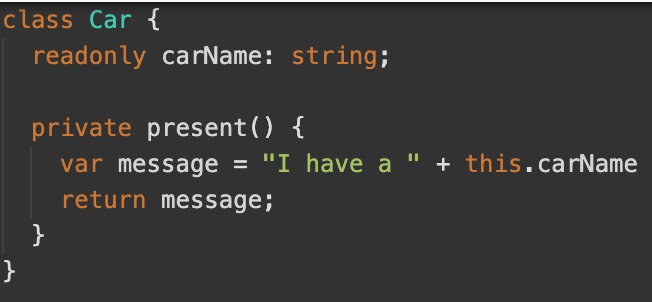 class Car {
readonly carName: string;
private present() {
var message = "I have a " + this.carName
return message;
}
}